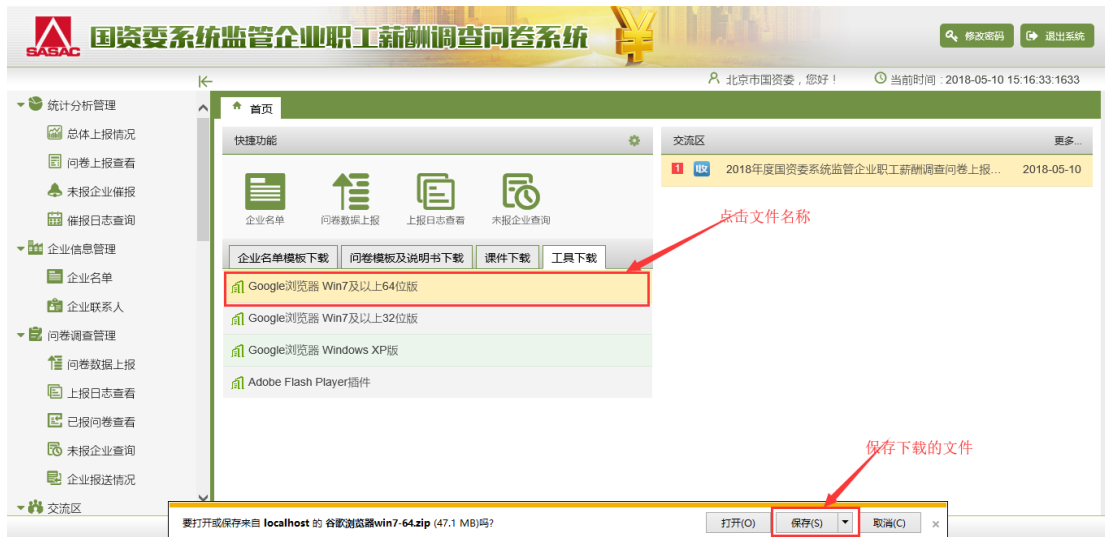 SASAC
国资委系统监管企业职工薪酬调查问卷系统
修改密码
退出系统
北京市国资委，您好！
当前时间：2018-05-10 15:16:33:1633
统计分析管理
总体上报情况
问卷上报查看
未报企业催报
催报日志查询
企业信息管理
企业名单
企业联系人
问卷调查管理
问卷数据上报
上报日志查看
已报问卷查看
未报企业查询
企业报送情况
交流区
首页
快捷功能
企业名单
问卷数据上报
上报日志查看
未报企业查询
企业名单模板下载
问卷模板及说明书下载
课件下载
工具下载
Google浏览器 Win7及以上64位版
Google浏览器 Win7及以上32位版
Google浏览器 Windows XP版
Adobe Flash Player插件
交流区
更多...
1 收 2018年度国资委系统监管企业职工薪酬调查问卷上报... 2018-05-10
点击文件名称
保存下载的文件
要打开或保存来自 localhost 的 谷歌浏览器win7-64.zip (47.1 MB)吗?
打开(O)
保存(S)
取消(C)
×